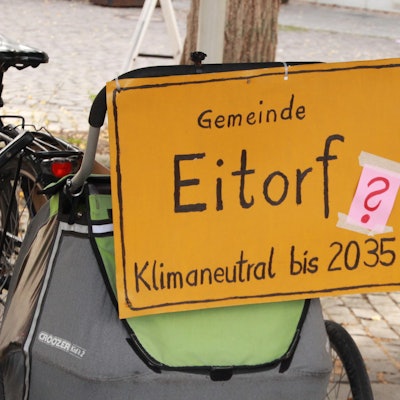 Gemeinde
Eitorf
?
Klimaneutral bis 2035
CROOZER